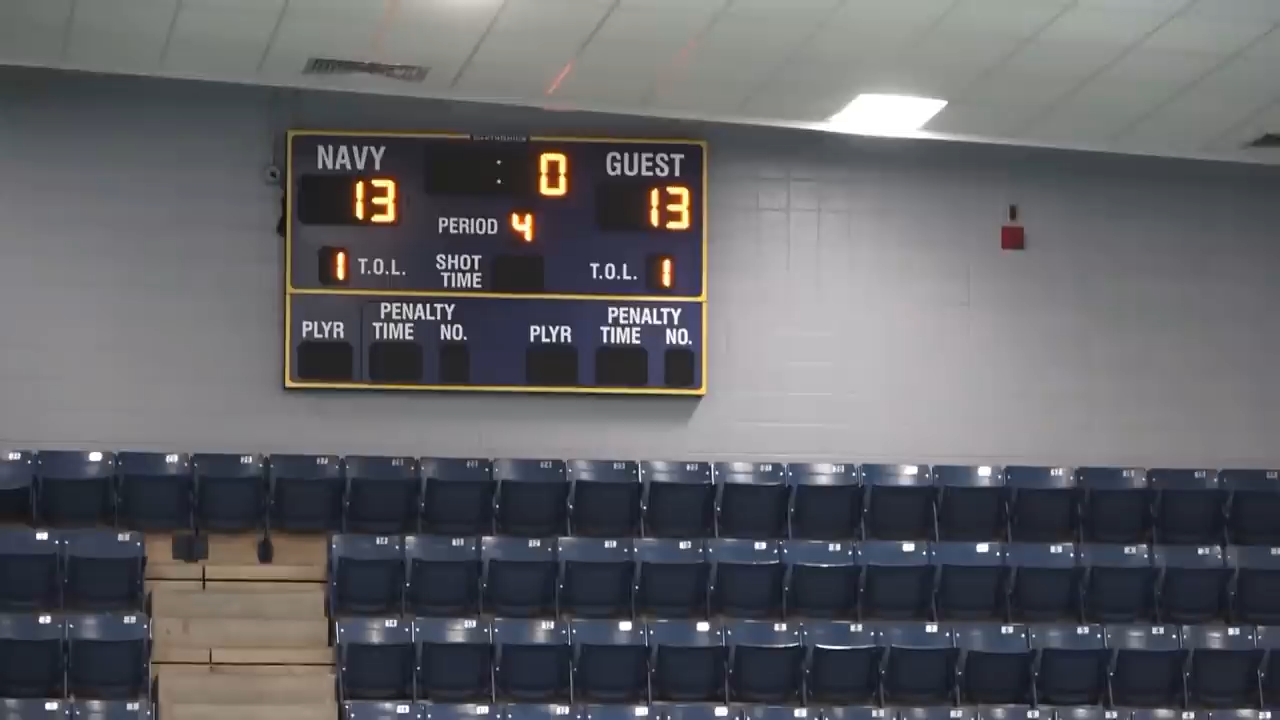 NAVY
: 0
GUEST
13
13
PERIOD 4
1 T.O.L.
SHOT
TIME
T.O.L. 1
PLYR
PENALTY
TIME NO.
PLYR
PENALTY
TIME NO.